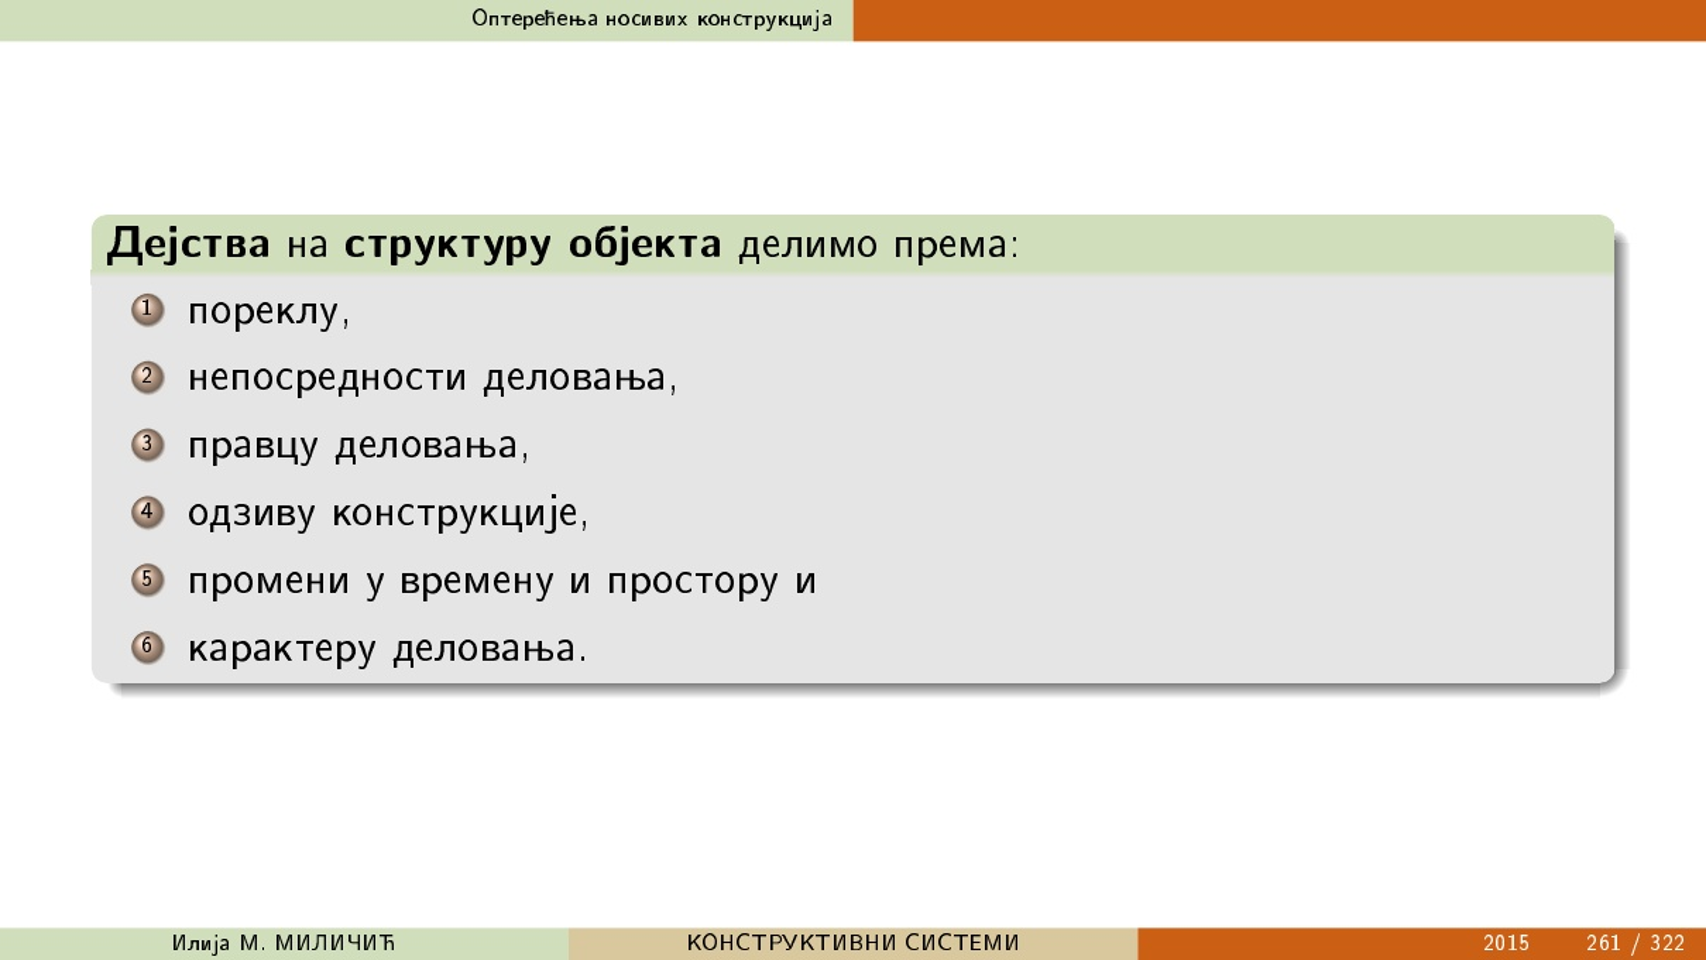 Оптерећења носивих конструкција
Дејства на структуру објекта делимо према:
1 пореклу,
2 непосредности деловања,
3 правцу деловања,
4 одзиву конструкције,
5 промени у времену и простору и
6 карактеру деловања.
Илија М. МИЛИЧИЋ КОНСТРУКТИВНИ СИСТЕМИ 2015 261 / 322